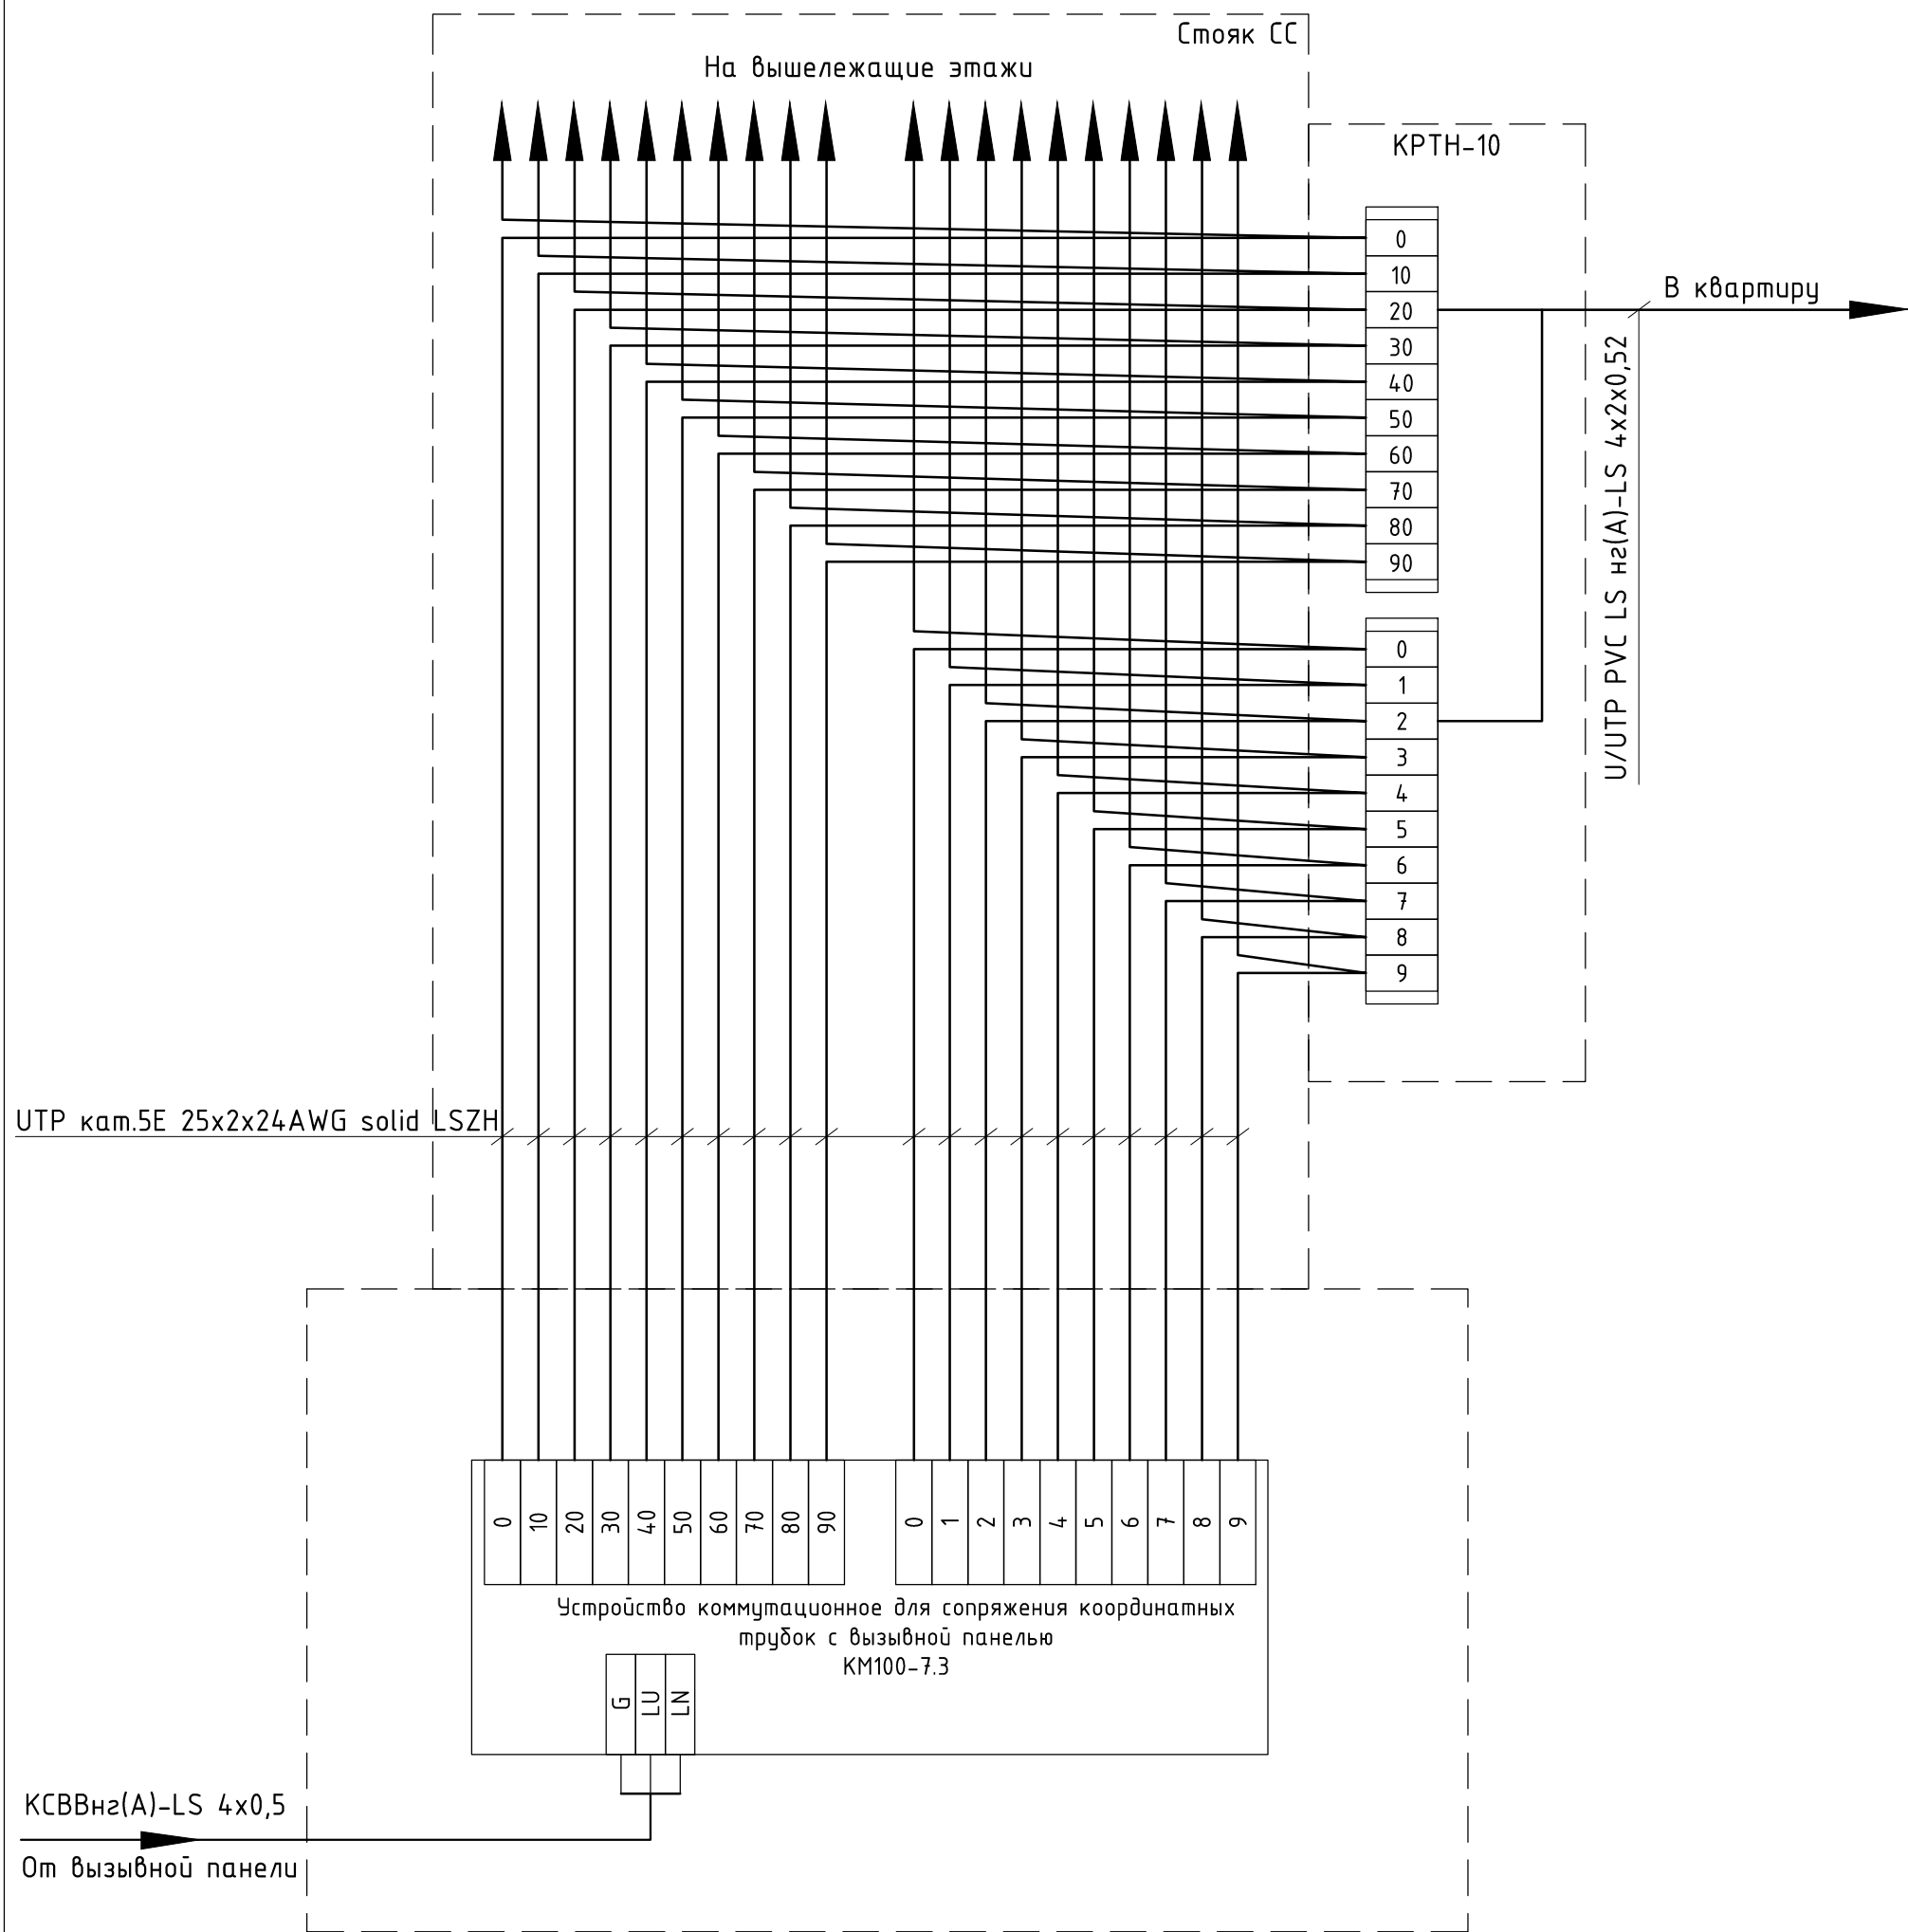 Стояк СС
На вышележащие этажи
КРТН-10
0
10
20
30
40
50
60
70
80
90
В квартиру
U/UTP PVC LS нг(А)-LS 4х2х0,52
0
1
2
3
4
5
6
7
8
9
UTP кат.5Е 25х2х24AWG solid LSZH
0 10 20 30 40 50 60 70 80 90 0 1 2 3 4 5 6 7 8 9
Устройство коммутационное для сопряжения координатных
трубок с вызывной панелью
КМ100-7.3
G LU LN
КСВВнг(А)-LS 4х0,5
От вызывной панели